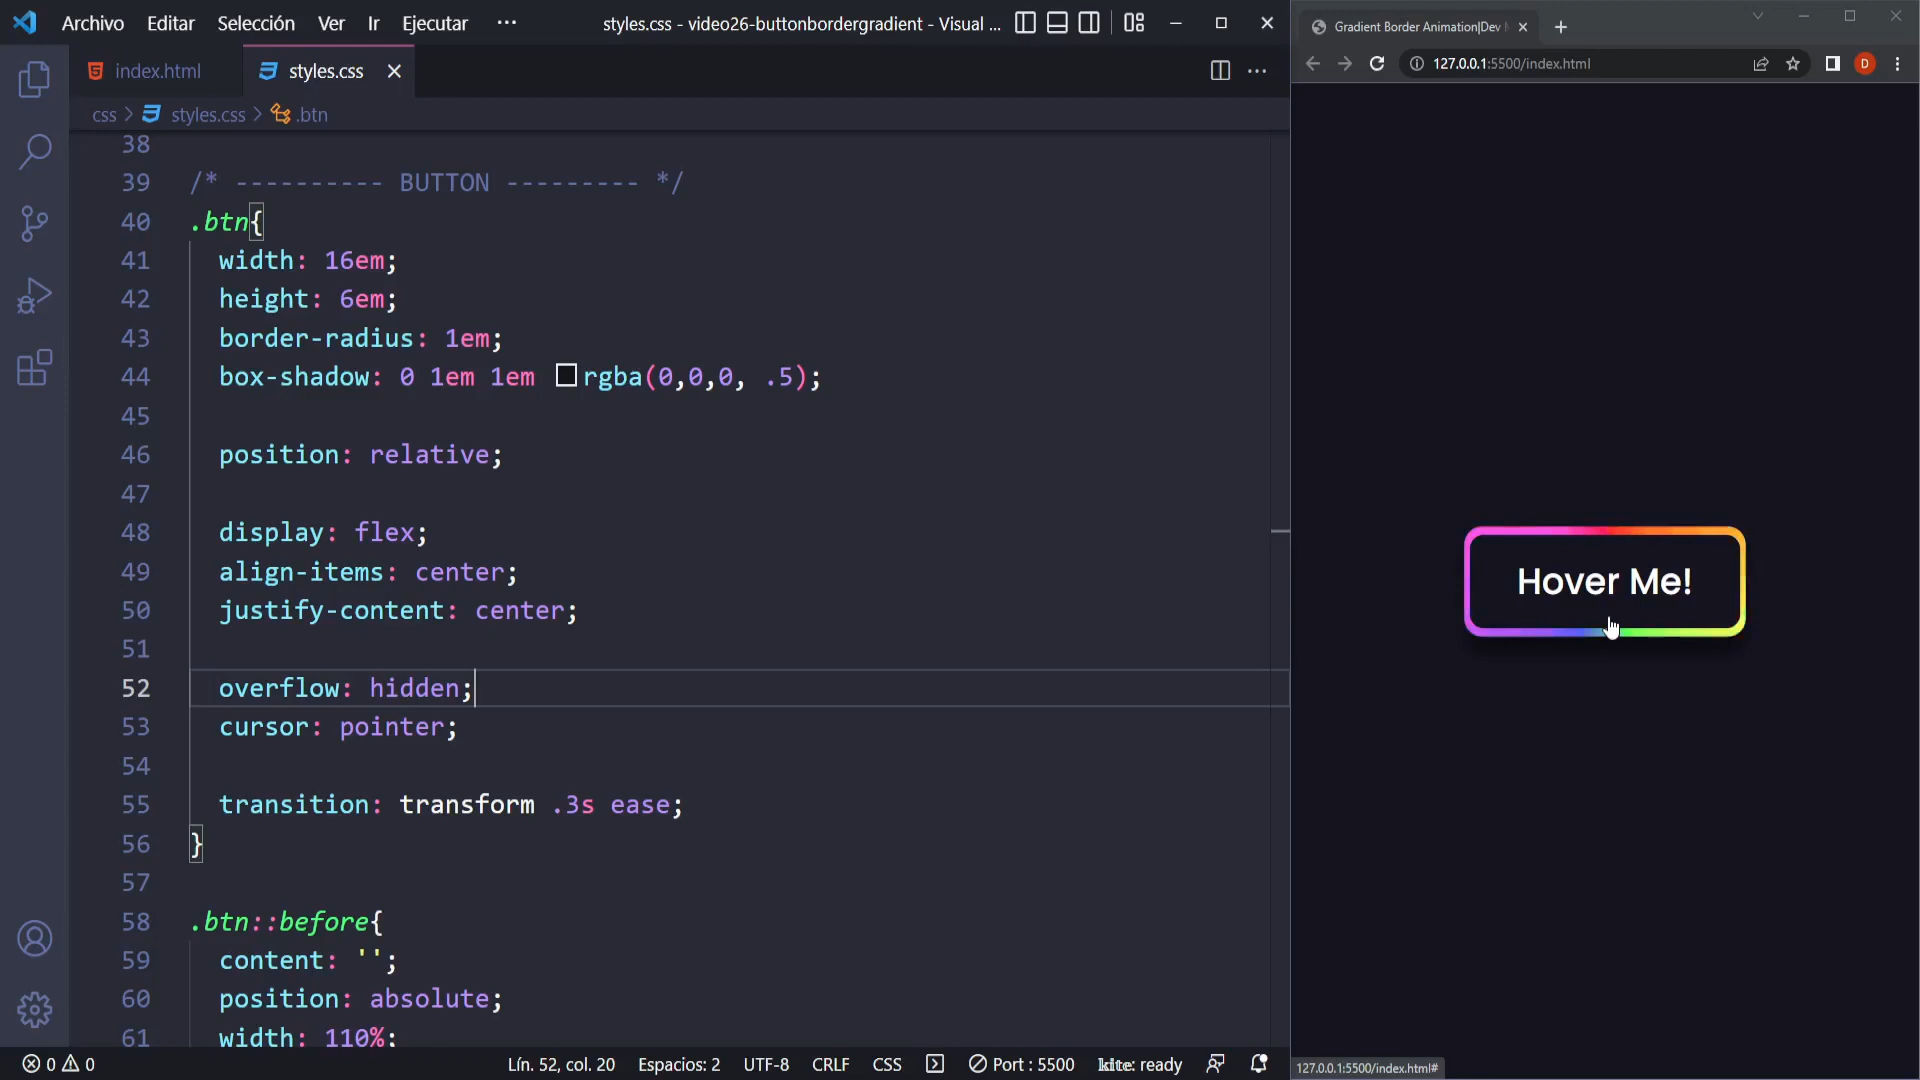 Archivo Editar Selección Ver Ir Ejecutar ··· styles.css - video26-buttonbordergradient - Visual ...
index.html styles.css
css > styles.css > .btn
38
39 /* ---------- BUTTON --------- */
40 .btn{
41 width: 16em;
42 height: 6em;
43 border-radius: 1em;
44 box-shadow: 0 1em 1em rgba(0,0,0, .5);
45
46 position: relative;
47
48 display: flex;
49 align-items: center;
50 justify-content: center;
51
52 overflow: hidden;
53 cursor: pointer;
54
55 transition: transform .3s ease;
56 }
57
58 .btn::before{
59 content: '';
60 position: absolute;
61 width: 110%;
0 0 Lín. 52, col. 20 Espacios: 2 UTF-8 CRLF CSS Port : 5500 kite: ready
Gradient Border Animation|Dev
127.0.0.1:5500/index.html D
Hover Me!
127.0.0.1:5500/index.html#